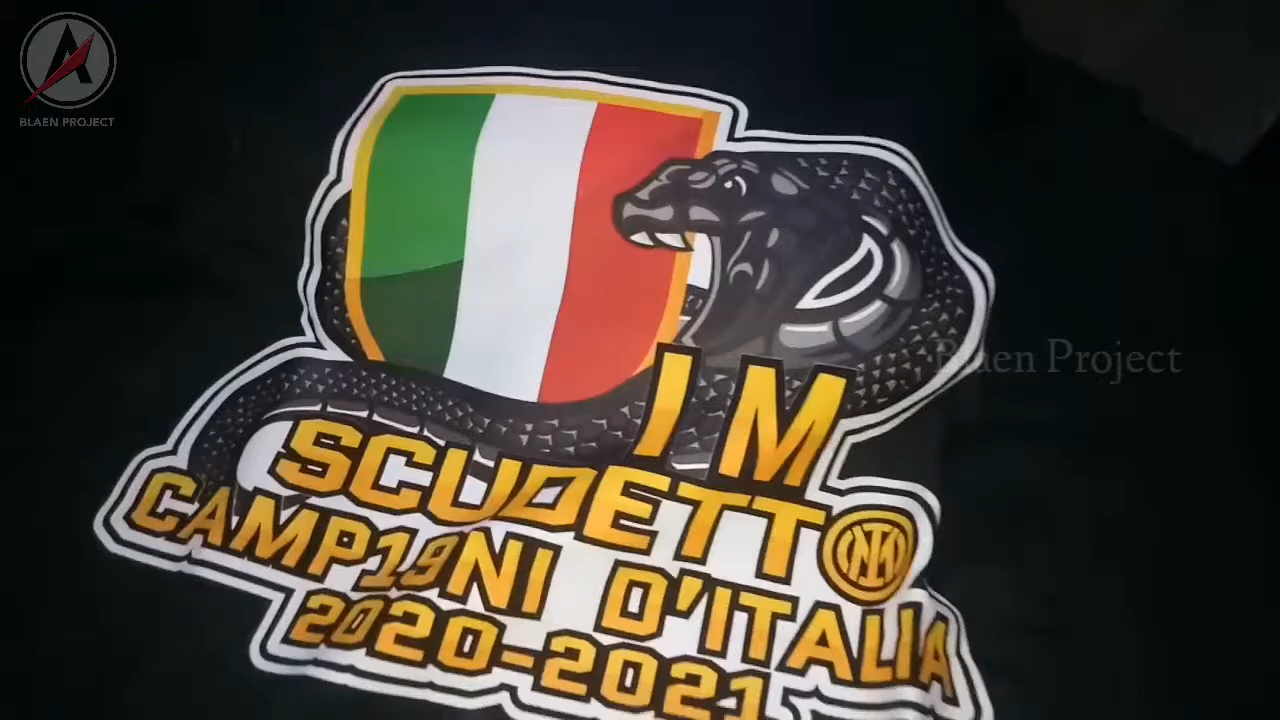 BLAEN PROJECT
I M
SCUDETTO
CAMP19NI D'ITALIA
2020-2021
Blaen Project